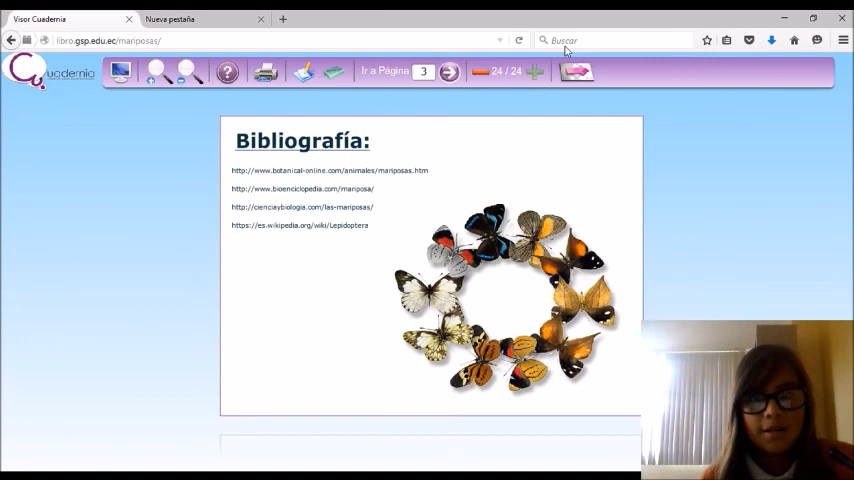 Visor Cuadernia
Nueva pestaña
libro.gsp.edu.ec/mariposas/
Buscar
Cuadernia
Ir a Página 3
24 / 24
Bibliografía:
http://www.botanical-online.com/animales/mariposas.htm
http://www.bioenciclopedia.com/mariposa/
http://cienciaybiologia.com/las-mariposas/
https://es.wikipedia.org/wiki/Lepidoptera